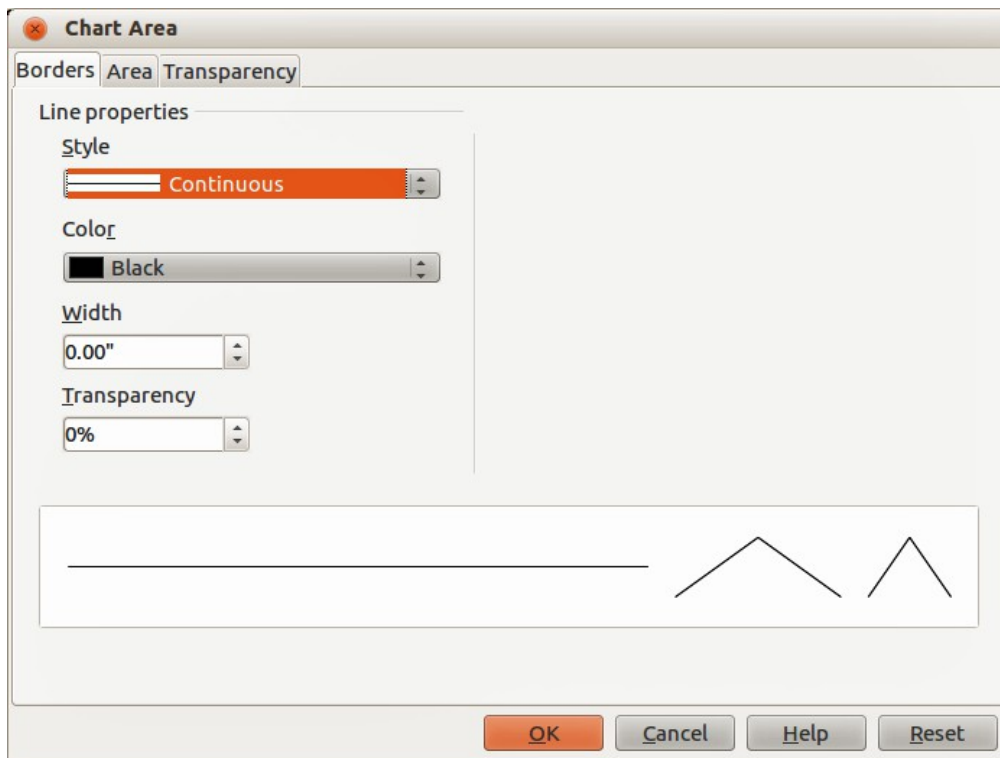 Chart Area
Borders Area Transparency
Line properties
Style
Continuous
Color
Black
Width
0.00"
Transparency
0%
OK Cancel Help Reset